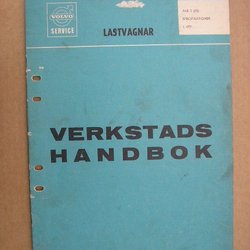 VOLVO
SERVICE
LASTVAGNAR
VERKSTADS
HANDBOK